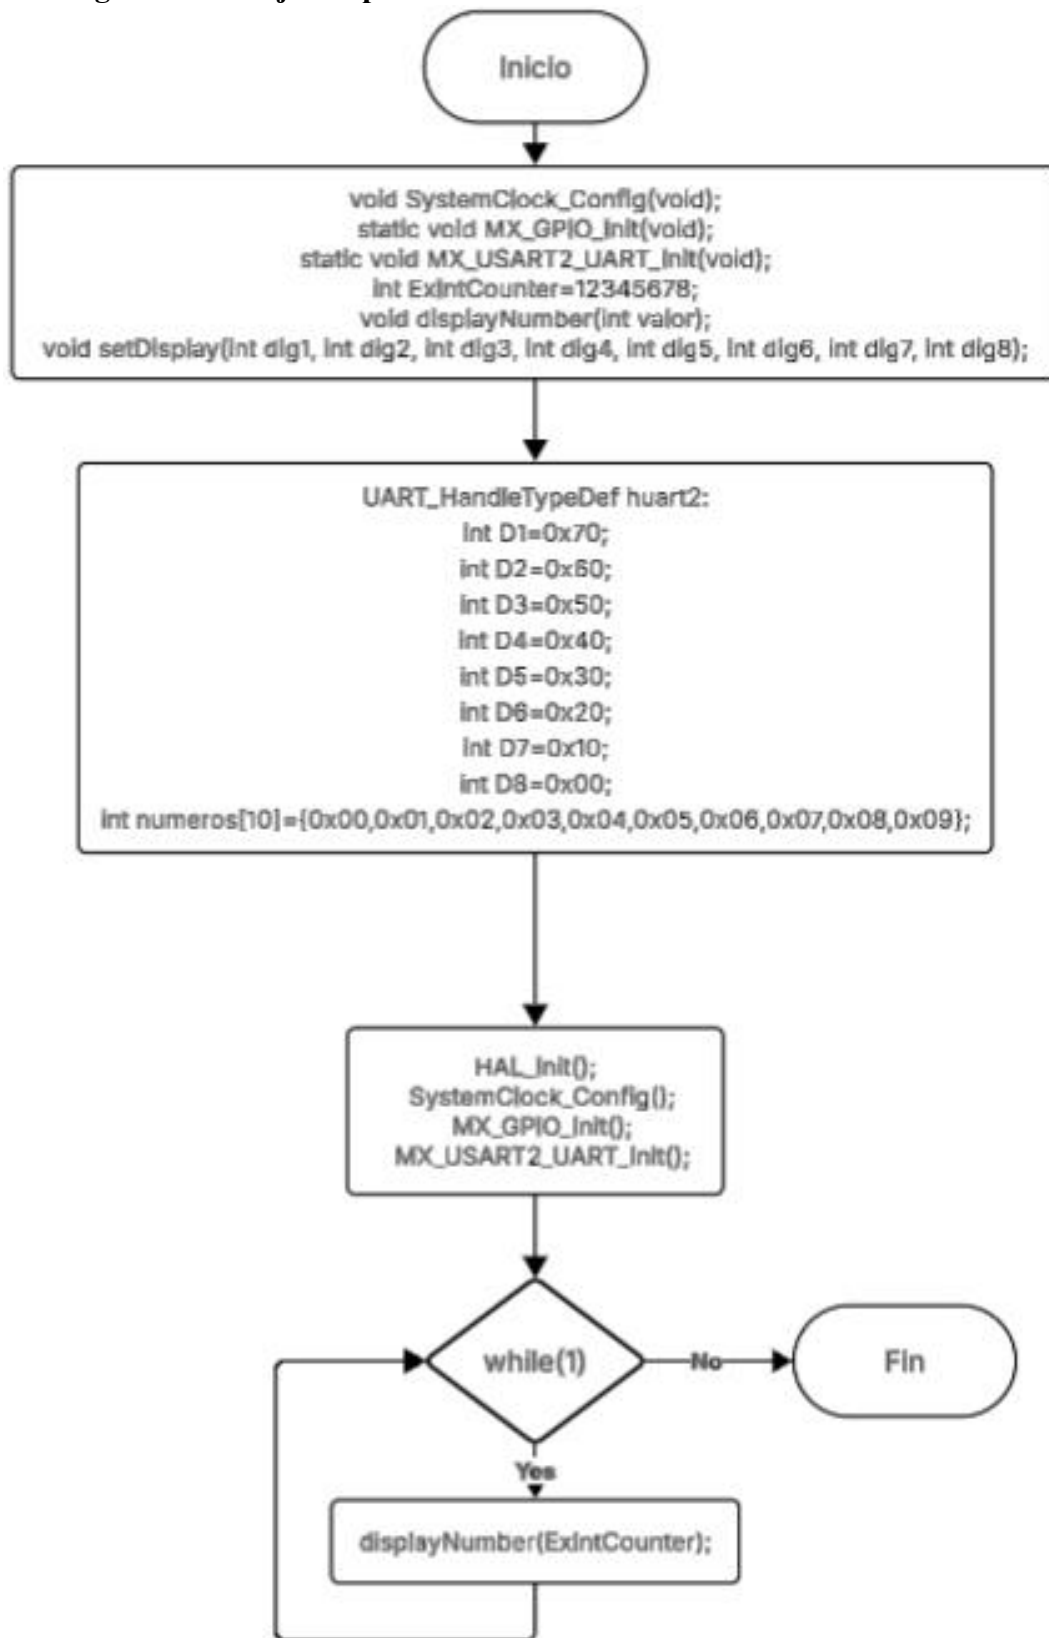 Inicio
void SystemClock_Config(void);
static void MX_GPIO_Init(void);
static void MX_USART2_UART_Init(void);
int ExIntCounter=12345678;
void displayNumber(int valor);
void setDisplay(int dig1, int dig2, int dig3, int dig4, int dig5, int dig6, int dig7, int dig8);
UART_HandleTypeDef huart2:
int D1=0x70;
int D2=0x60;
int D3=0x50;
int D4=0x40;
int D5=0x30;
int D6=0x20;
int D7=0x10;
int D8=0x00;
int numeros[10]={0x00,0x01,0x02,0x03,0x04,0x05,0x06,0x07,0x08,0x09};
HAL_Init();
SystemClock_Config();
MX_GPIO_Init();
MX_USART2_UART_Init();
while(1)
No
Fin
Yes
displayNumber(ExIntCounter);